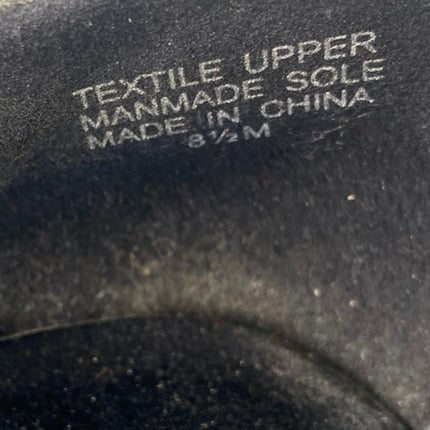 TEXTILE UPPER
MANMADE SOLE
MADE IN CHINA
8½M